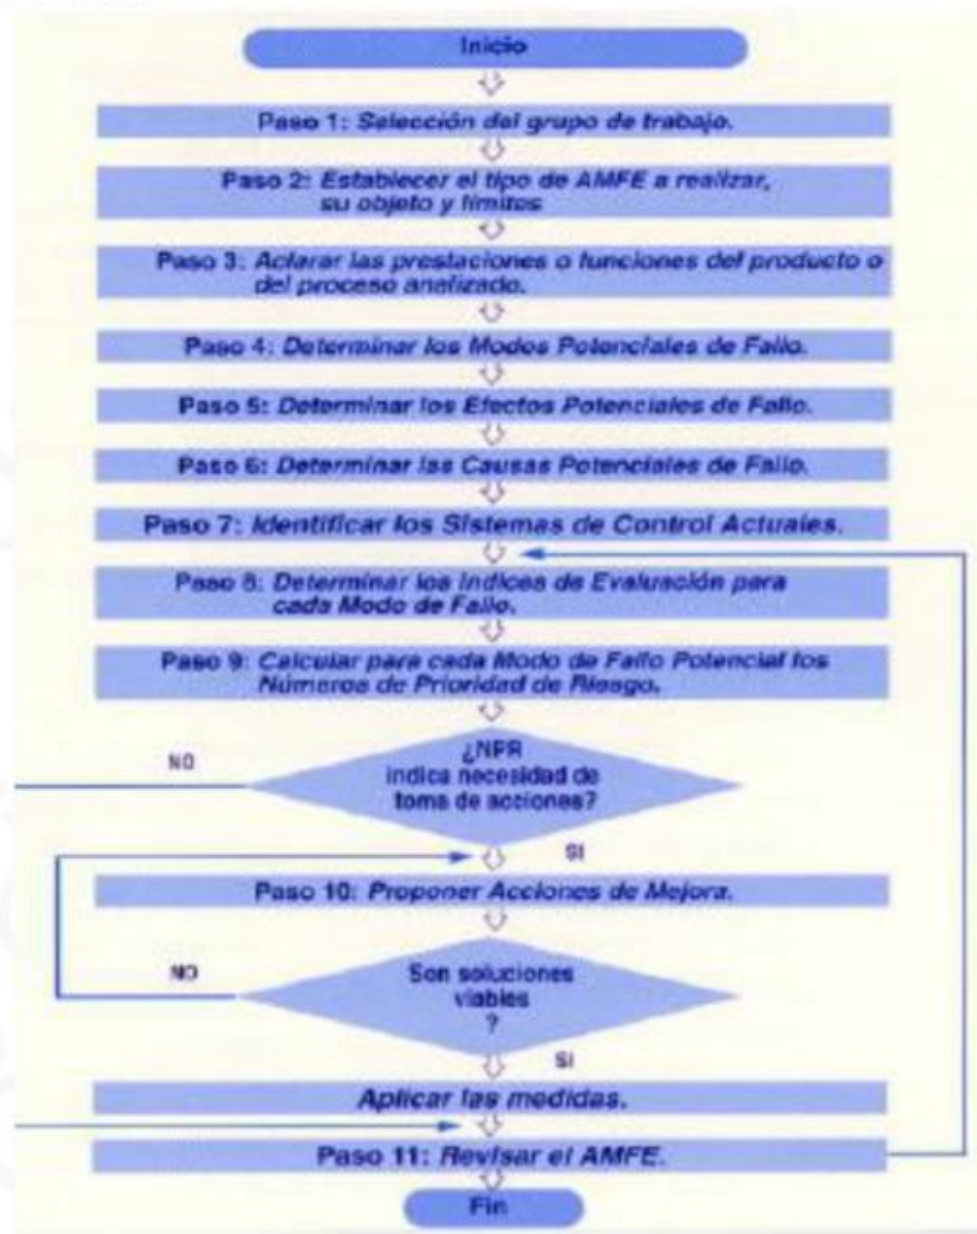 Inicio
Paso 1: Selección del grupo de trabajo.
Paso 2: Establecer el tipo de AMFE a realizar,
su objeto y límites
Paso 3: Aclarar las prestaciones o funciones del producto o
del proceso analizado.
Paso 4: Determinar los Modos Potenciales de Fallo.
Paso 5: Determinar los Efectos Potenciales de Fallo.
Paso 6: Determinar las Causas Potenciales de Fallo.
Paso 7: Identificar los Sistemas de Control Actuales.
Paso 8: Determinar los índices de Evaluación para
cada Modo de Fallo.
Paso 9: Calcular para cada Modo de Fallo Potencial los
Números de Prioridad de Riesgo.
¿NPR
indica necesidad de
toma de acciones?
NO
SI
Paso 10: Proponer Acciones de Mejora.
Son soluciones
viables
?
NO
SI
Aplicar las medidas.
Paso 11: Revisar el AMFE.
Fin